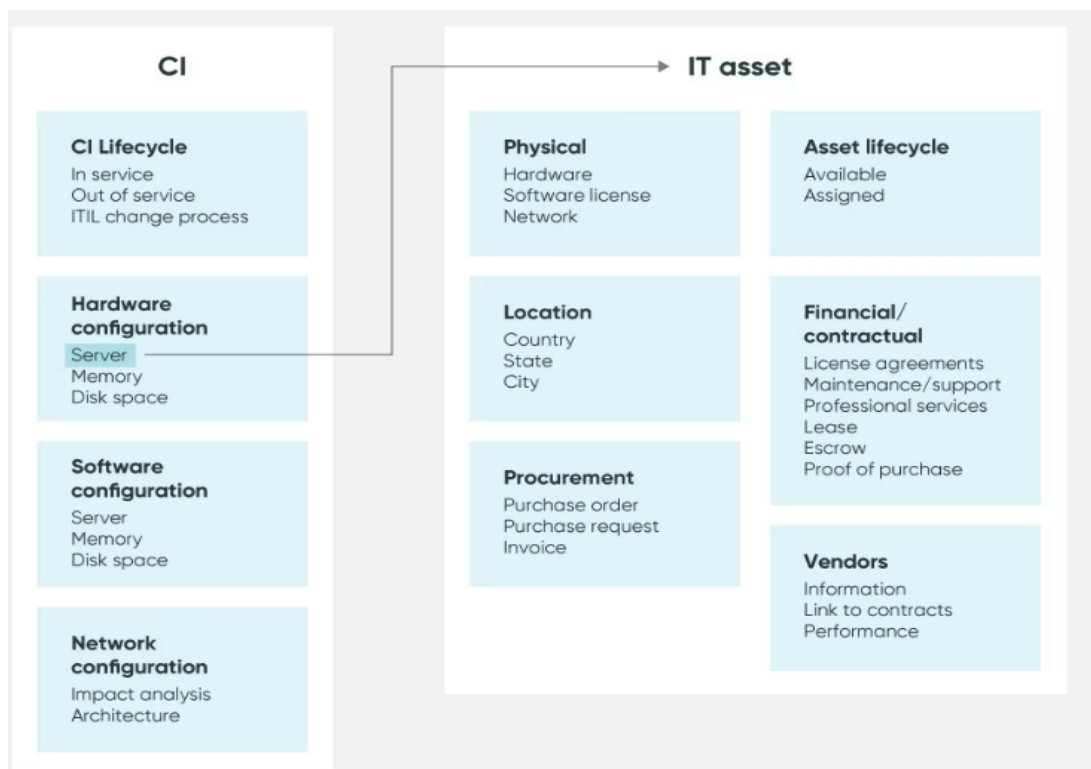 CI
CI Lifecycle
In service
Out of service
ITIL change process
Hardware
configuration
Server
Memory
Disk space
Software
configuration
Server
Memory
Disk space
Network
configuration
Impact analysis
Architecture
IT asset
Physical
Hardware
Software license
Network
Location
Country
State
City
Procurement
Purchase order
Purchase request
Invoice
Asset lifecycle
Available
Assigned
Financial/
contractual
License agreements
Maintenance/support
Professional services
Lease
Escrow
Proof of purchase
Vendors
Information
Link to contracts
Performance